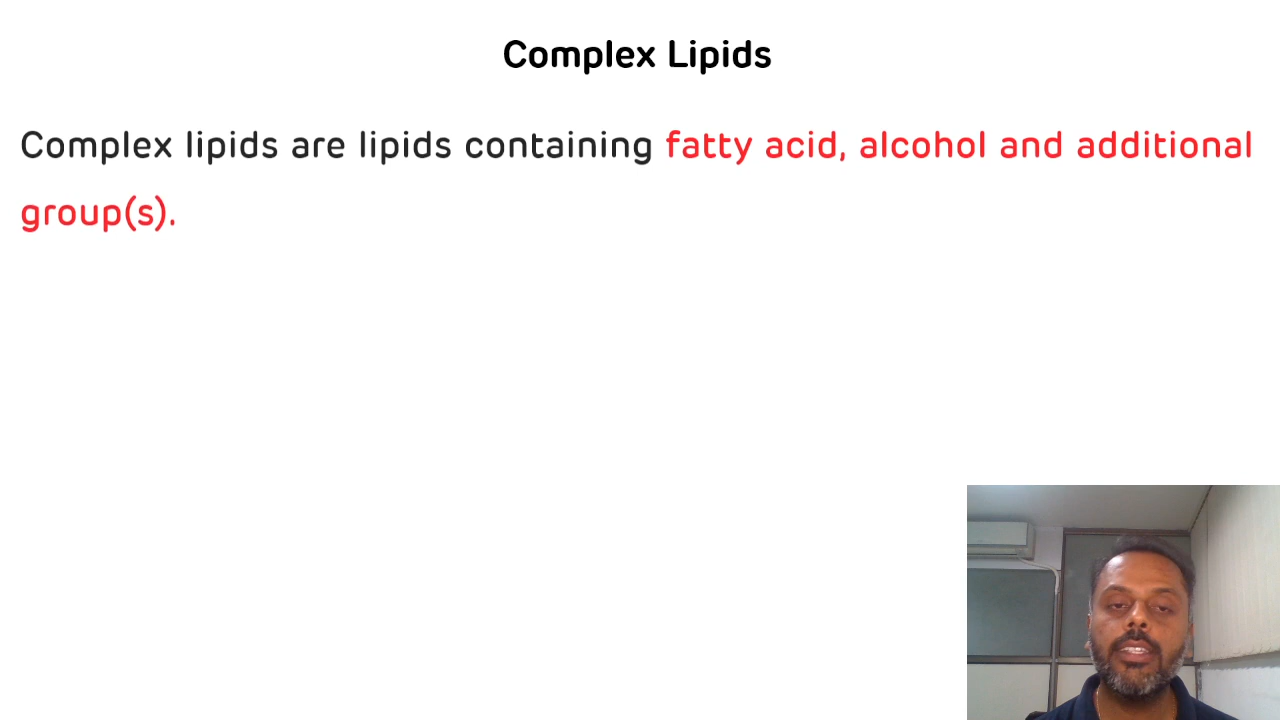 Complex Lipids
Complex lipids are lipids containing fatty acid, alcohol and additional
group(s).